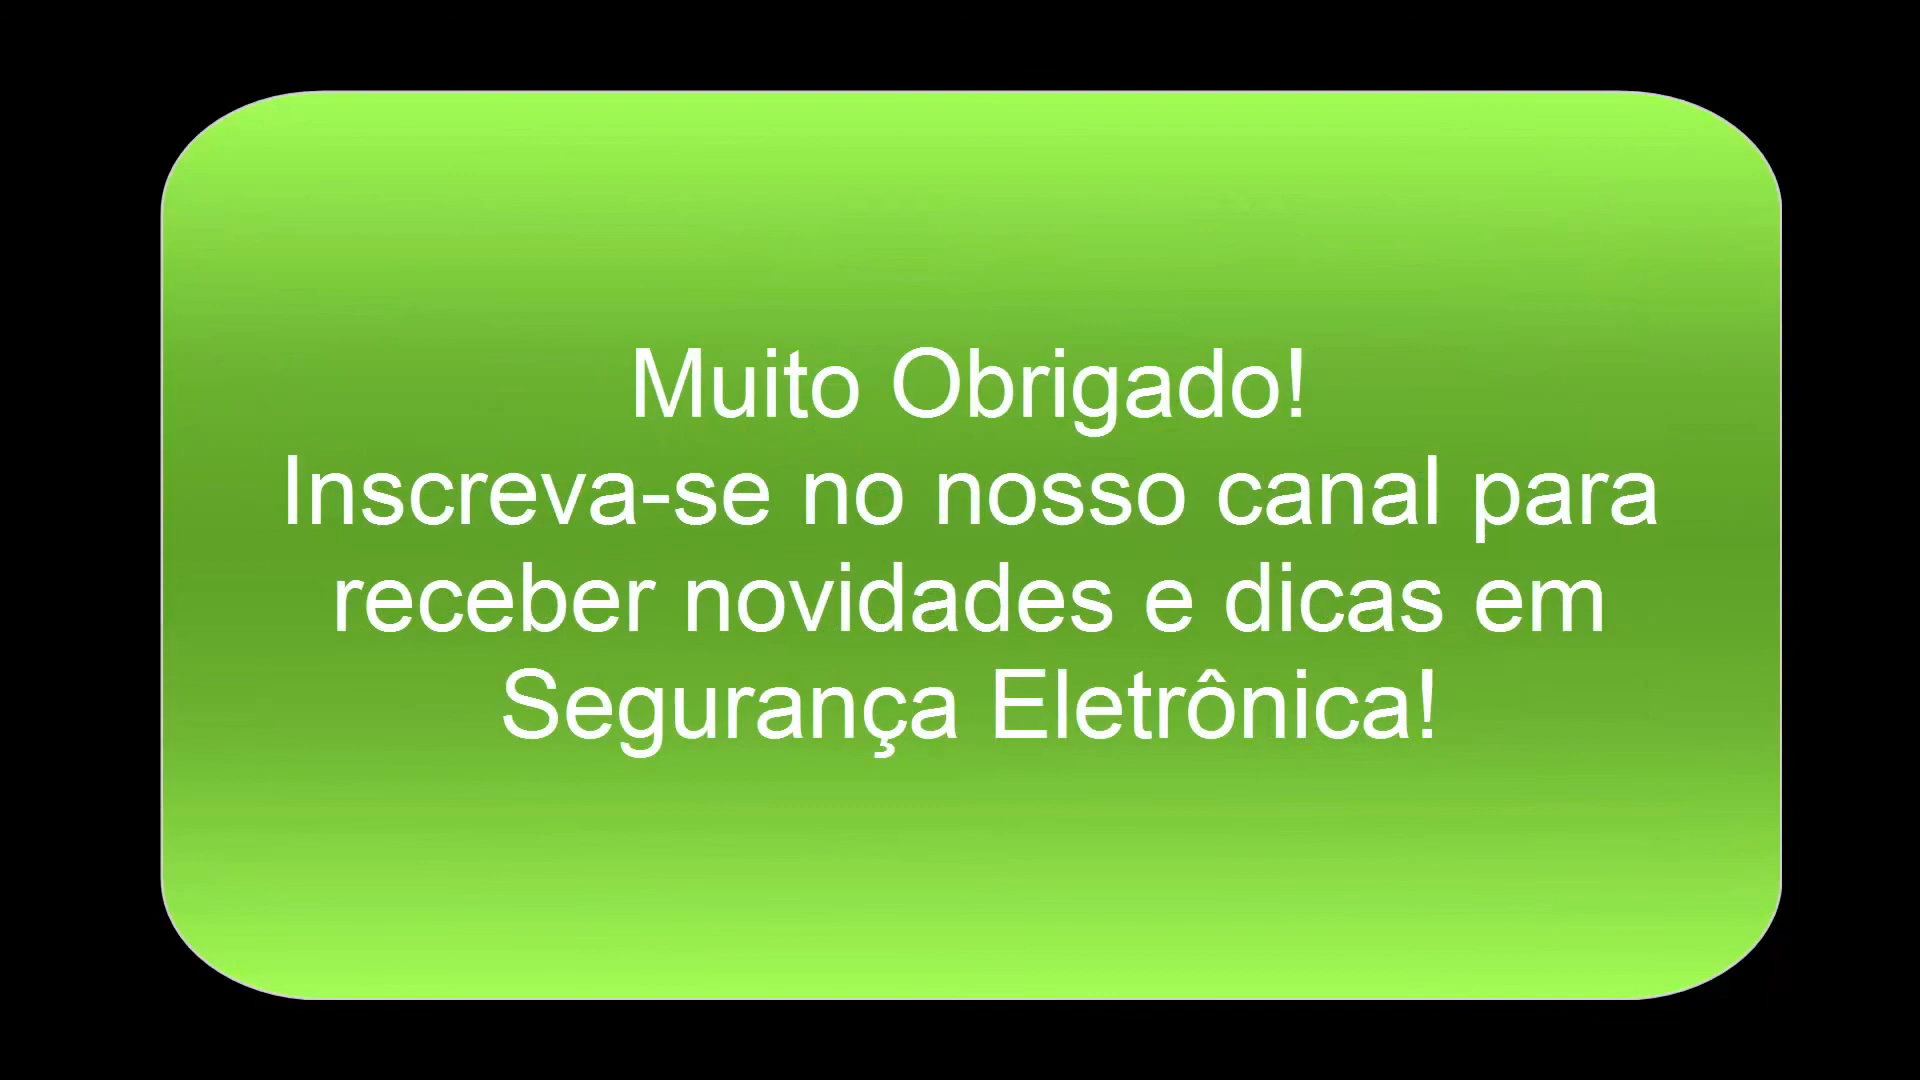 Muito Obrigado!
Inscreva-se no nosso canal para
receber novidades e dicas em
Segurança Eletrônica!